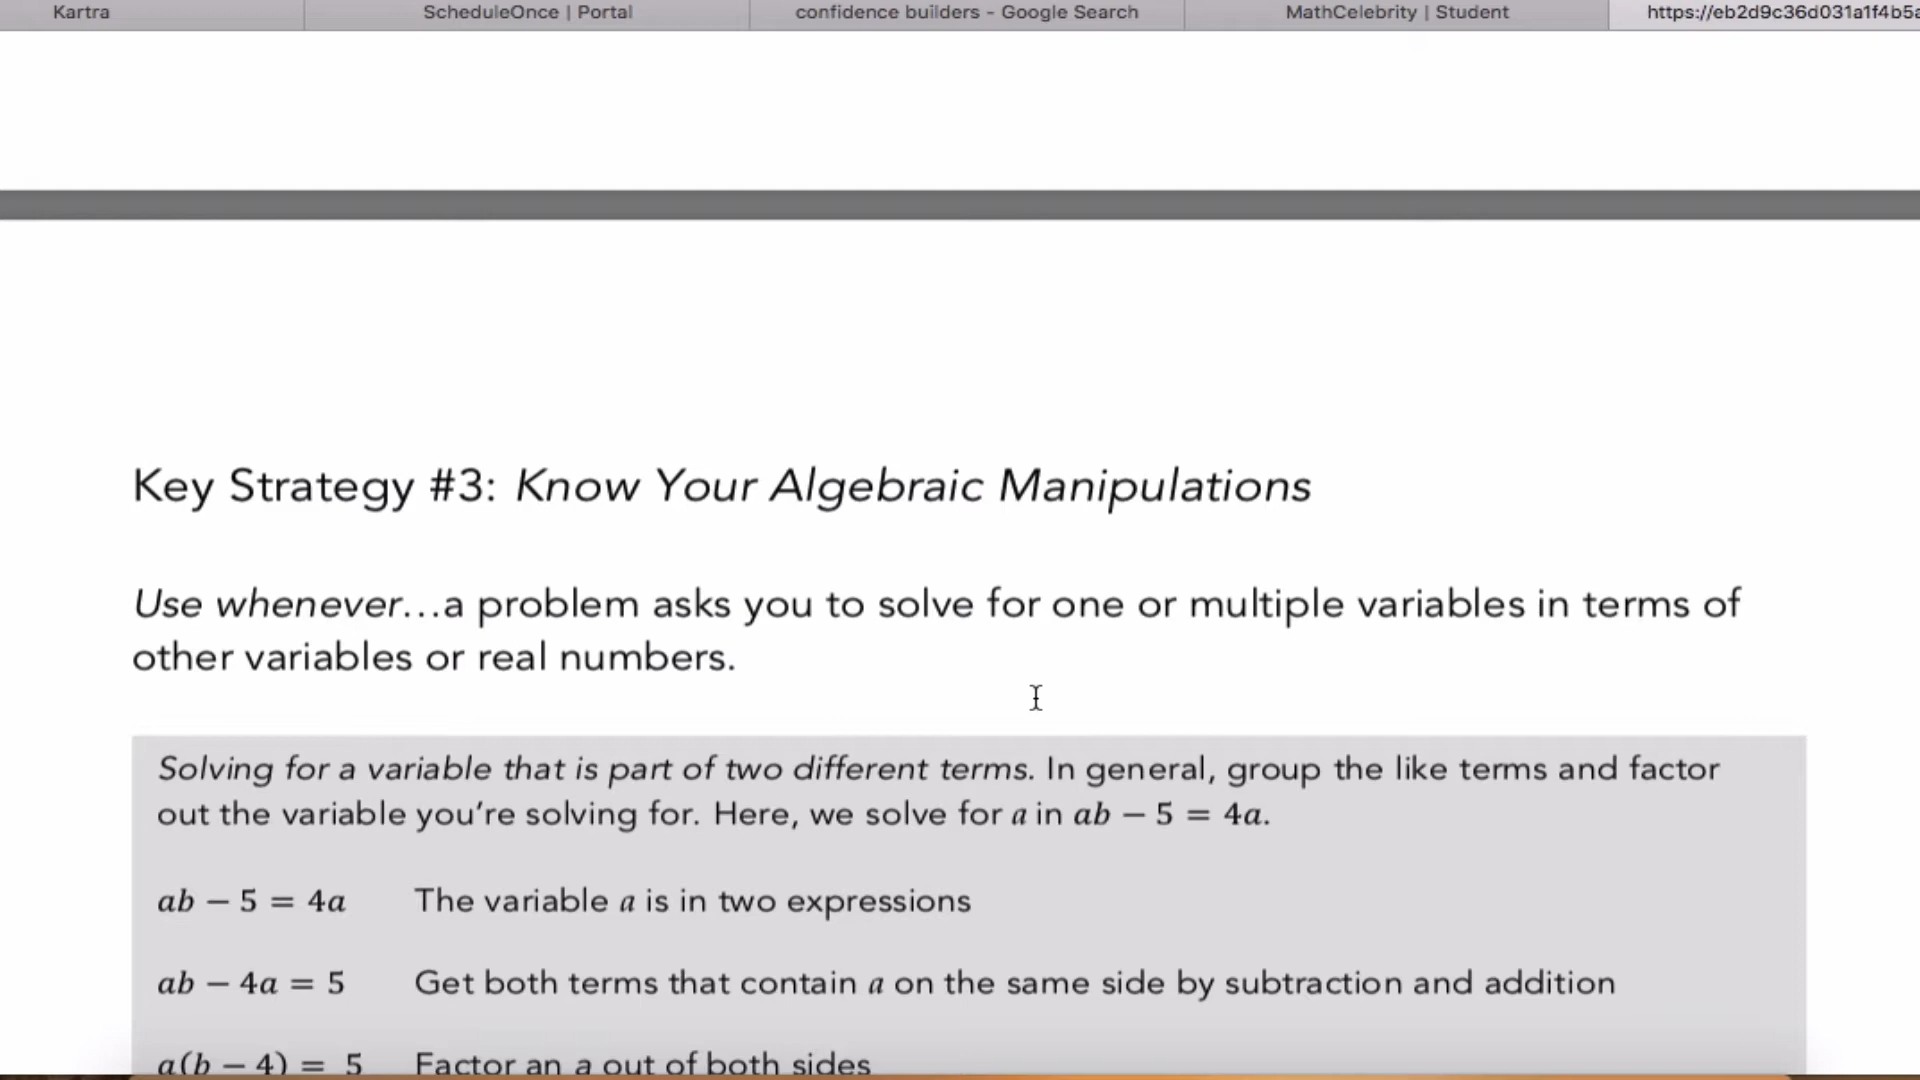 Kartra
ScheduleOnce | Portal
confidence builders - Google Search
MathCelebrity | Student
https://eb2d9c36d031a1f4b5a
Key Strategy #3: Know Your Algebraic Manipulations
Use whenever…a problem asks you to solve for one or multiple variables in terms of
other variables or real numbers.
Solving for a variable that is part of two different terms. In general, group the like terms and factor
out the variable you're solving for. Here, we solve for a in ab − 5 = 4a.
ab − 5 = 4a The variable a is in two expressions
ab − 4a = 5 Get both terms that contain a on the same side by subtraction and addition
a(b − 4) = 5 Factor an a out of both sides